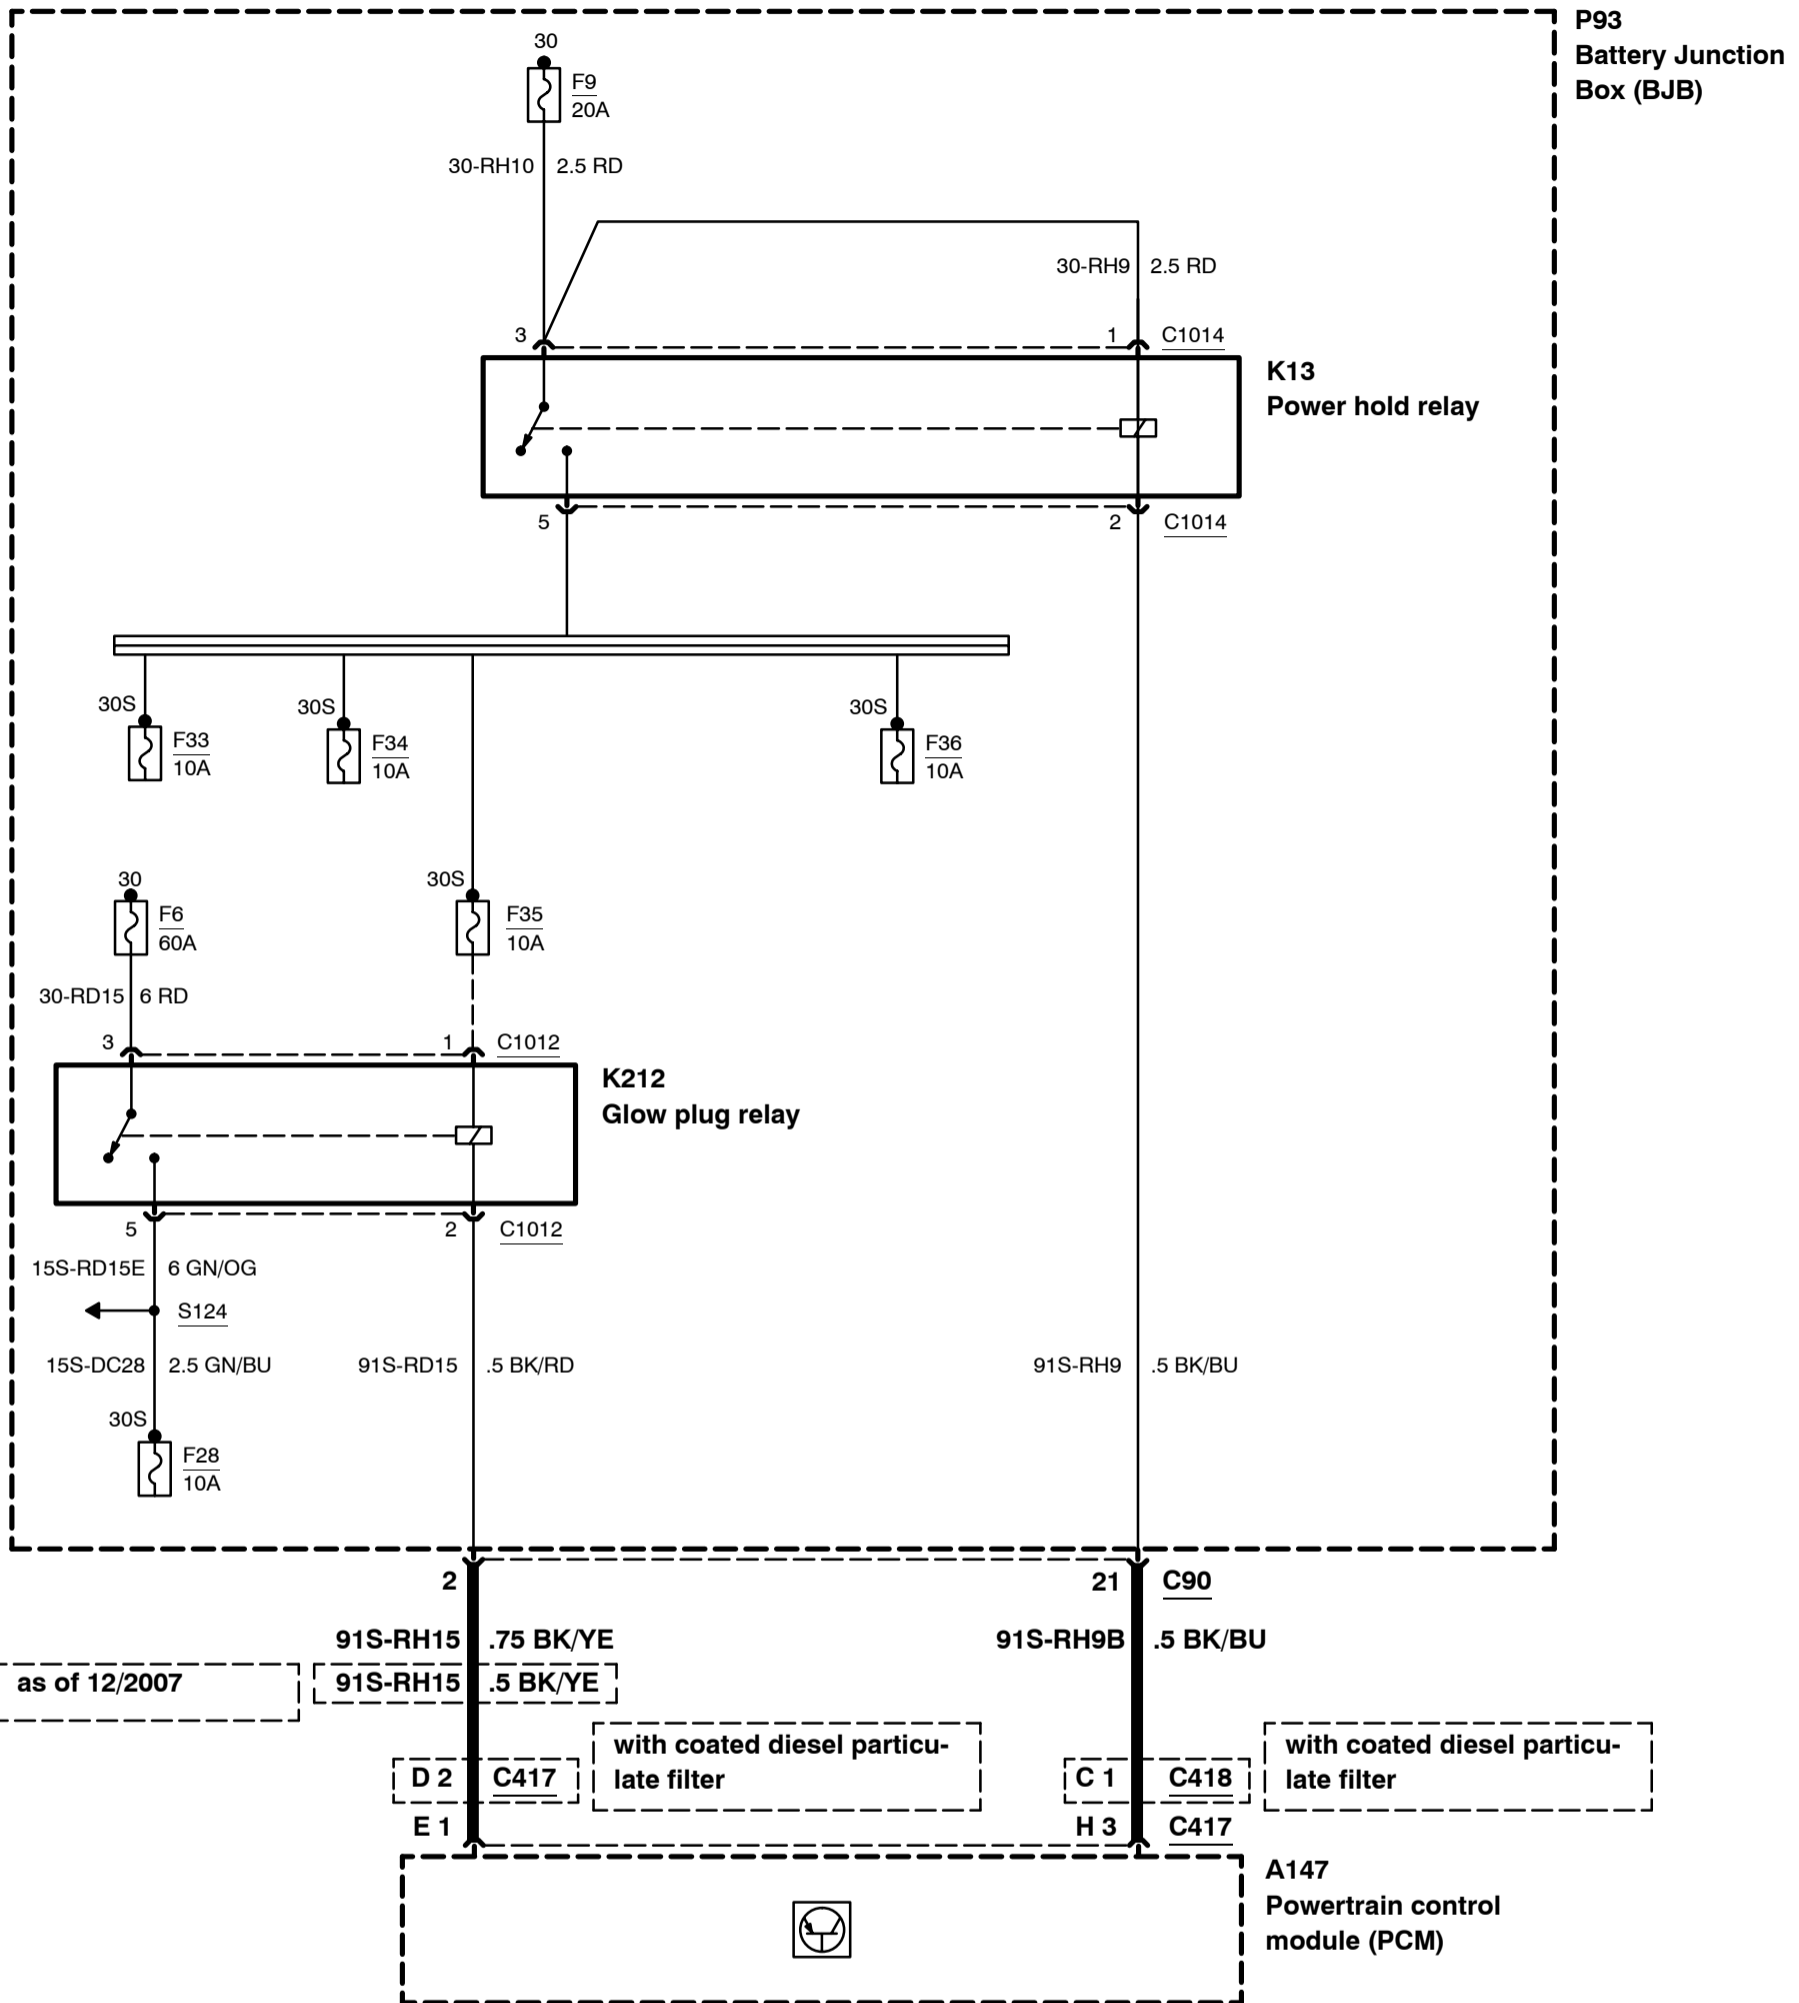 P93
Battery Junction
Box (BJB)
30
F9
20A
30-RH10 2.5 RD
30-RH9 2.5 RD
3 1 C1014
K13
Power hold relay
5 2 C1014
30S 30S 30S
F33 F34 F36
10A 10A 10A
30 30S
F6 F35
60A 10A
30-RD15 6 RD
3 1 C1012
K212
Glow plug relay
5 2 C1012
15S-RD15E 6 GN/OG
S124
15S-DC28 2.5 GN/BU 91S-RD15 .5 BK/RD 91S-RH9 .5 BK/BU
30S
F28
10A
2 21 C90
91S-RH15 .75 BK/YE 91S-RH9B .5 BK/BU
as of 12/2007 91S-RH15 .5 BK/YE
with coated diesel particu-
late filter
with coated diesel particu-
late filter
D 2 C417 C 1 C418
E 1 H 3 C417
A147
Powertrain control
module (PCM)